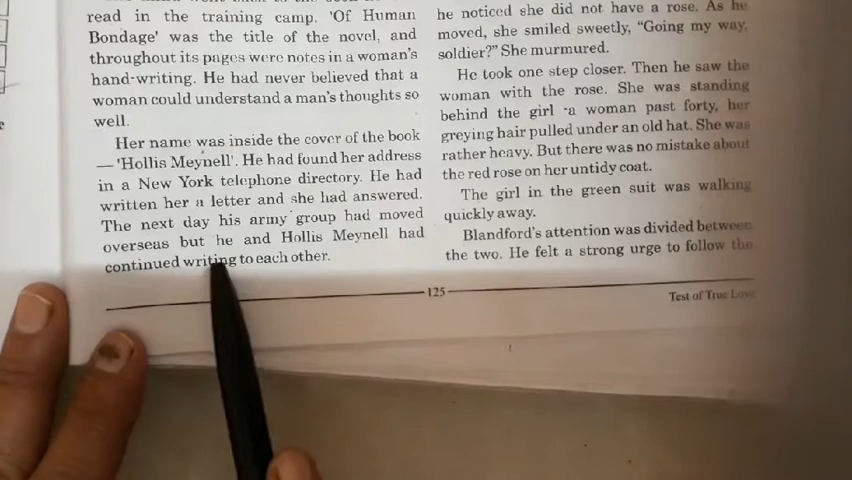 read in the training camp. 'Of Human
Bondage' was the title of the novel, and
throughout its pages were notes in a woman's
hand-writing. He had never believed that a
woman could understand a man's thoughts so
well.
Her name was inside the cover of the book
— 'Hollis Meynell'. He had found her address
in a New York telephone directory. He had
written her a letter and she had answered.
The next day his army group had moved
overseas but he and Hollis Meynell had
continued writing to each other.
he noticed she did not have a rose. As he
moved, she smiled sweetly, "Going my way,
soldier?" She murmured.
He took one step closer. Then he saw the
woman with the rose. She was standing
behind the girl -a woman past forty, her
greying hair pulled under an old hat. She was
rather heavy. But there was no mistake about
the red rose on her untidy coat.
The girl in the green suit was walking
quickly away.
Blandford's attention was divided between
the two. He felt a strong urge to follow the
125
Test of True Love